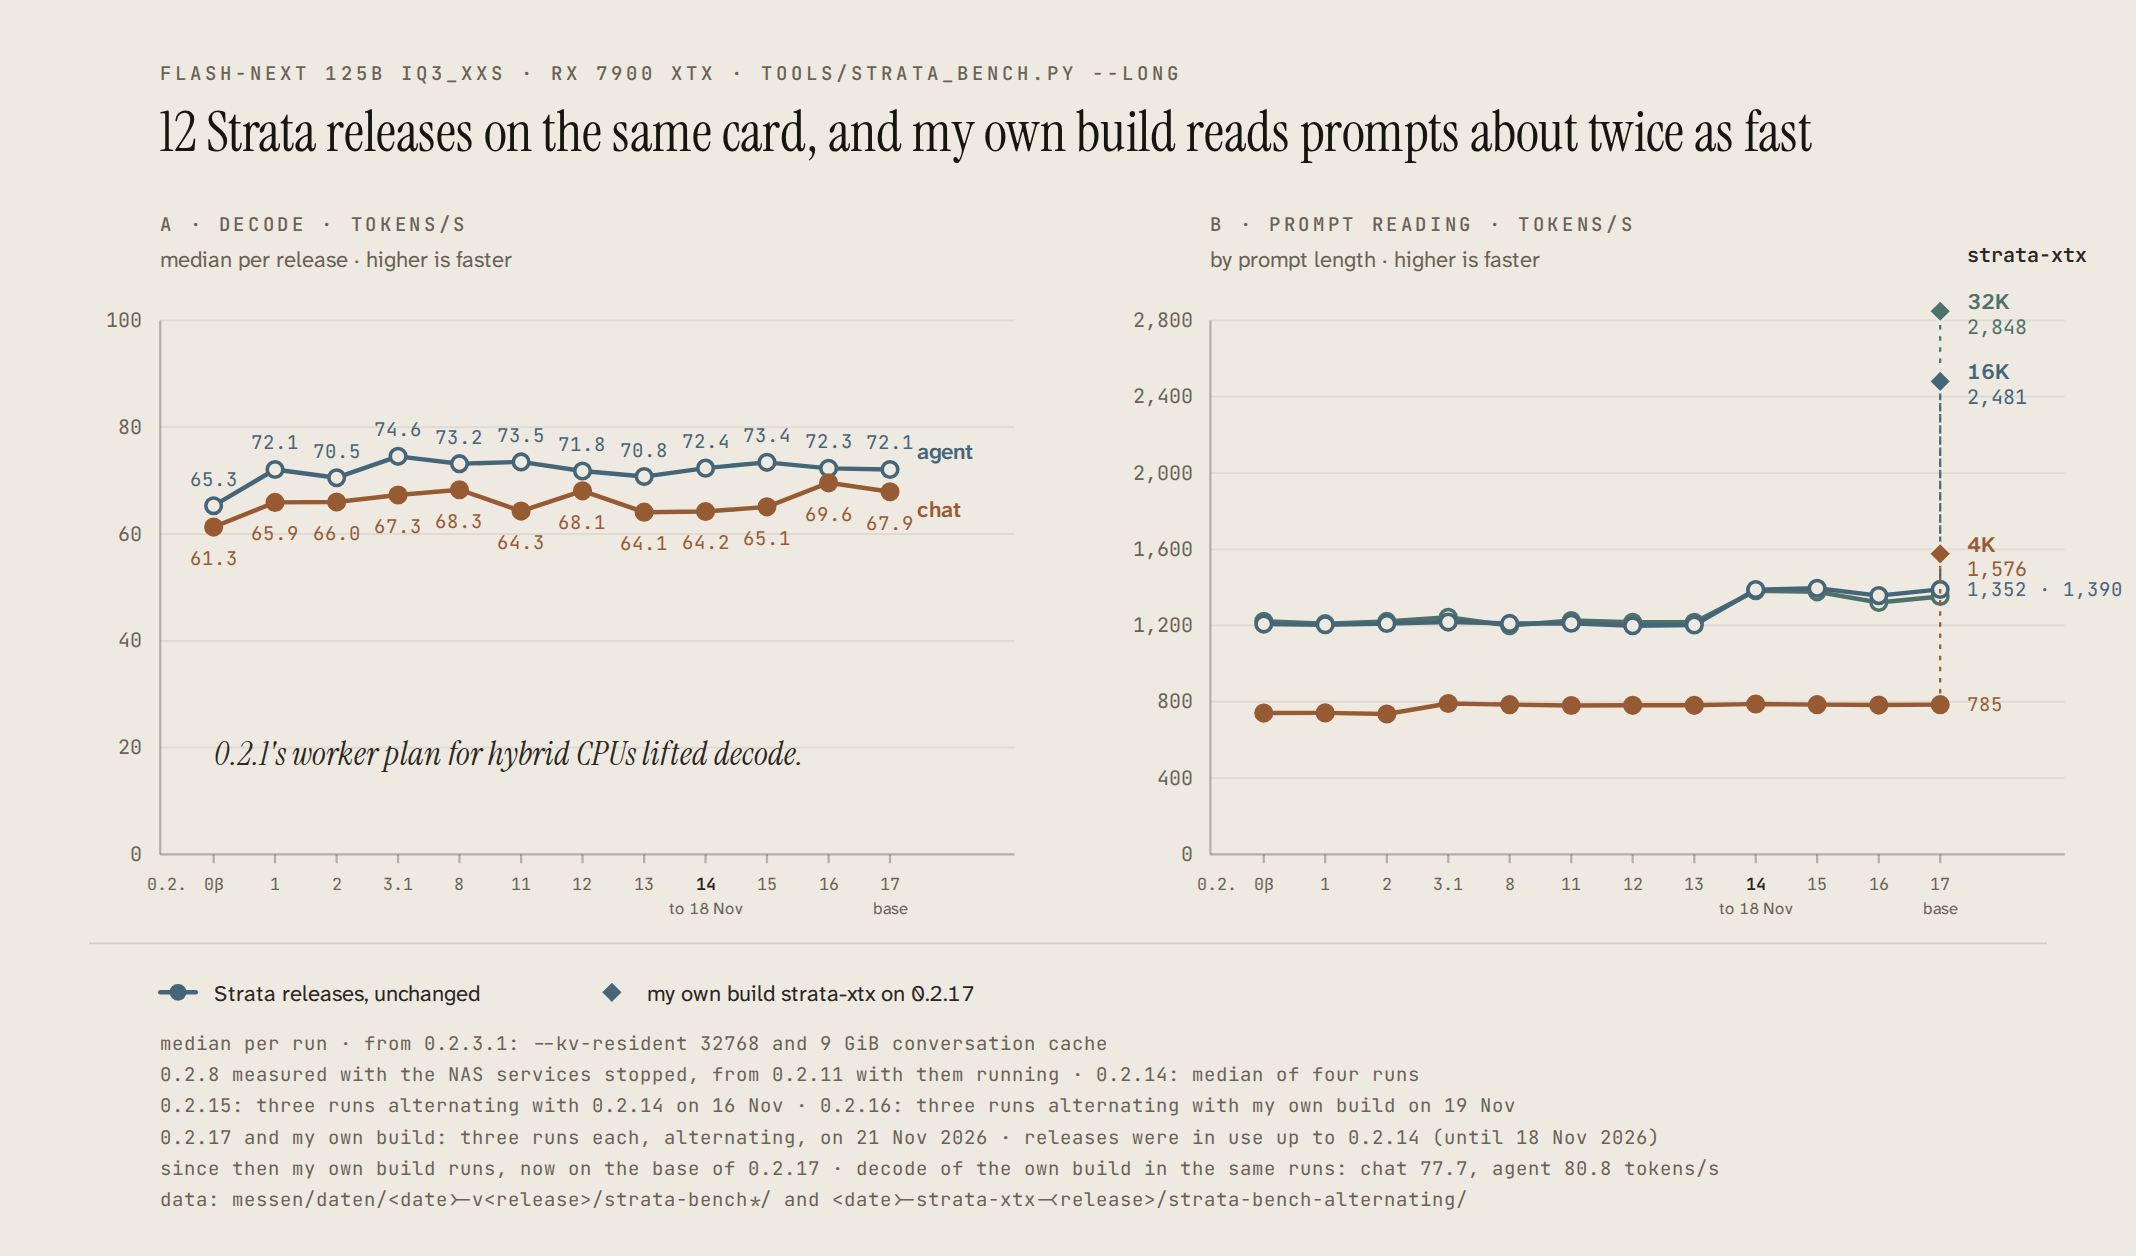 FLASH-NEXT 125B IQ3_XXS · RX 7900 XTX · TOOLS/STRATA_BENCH.PY --LONG
12 Strata releases on the same card, and my own build reads prompts about twice as fast
A · DECODE · TOKENS/S
median per release · higher is faster
100
80
60
40
20
0
65.3 72.1 70.5 74.6 73.2 73.5 71.8 70.8 72.4 73.4 72.3 72.1 agent
61.3 65.9 66.0 67.3 68.3 64.3 68.1 64.1 64.2 65.1 69.6 67.9 chat
0.2.1's worker plan for hybrid CPUs lifted decode.
0.2. 0β 1 2 3.1 8 11 12 13 14 15 16 17
to 18 Nov base
B · PROMPT READING · TOKENS/S
by prompt length · higher is faster
strata-xtx
32K
2,848
16K
2,481
4K
1,576
1,352 · 1,390
785
2,800
2,400
2,000
1,600
1,200
800
400
0
0.2. 0β 1 2 3.1 8 11 12 13 14 15 16 17
to 18 Nov base
Strata releases, unchanged
my own build strata-xtx on 0.2.17
median per run · from 0.2.3.1: --kv-resident 32768 and 9 GiB conversation cache
0.2.8 measured with the NAS services stopped, from 0.2.11 with them running · 0.2.14: median of four runs
0.2.15: three runs alternating with 0.2.14 on 16 Nov · 0.2.16: three runs alternating with my own build on 19 Nov
0.2.17 and my own build: three runs each, alternating, on 21 Nov 2026 · releases were in use up to 0.2.14 (until 18 Nov 2026)
since then my own build runs, now on the base of 0.2.17 · decode of the own build in the same runs: chat 77.7, agent 80.8 tokens/s
data: messen/daten/<date>-v<release>/strata-bench*/ and <date>-strata-xtx-<release>/strata-bench-alternating/